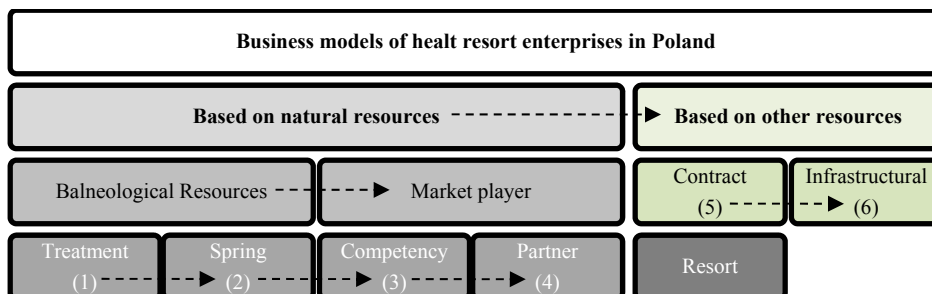 Business models of healt resort enterprises in Poland
Based on natural resources
Based on other resources
Balneological Resources
Market player
Contract
(5)
Infrastructural
(6)
Treatment
(1)
Spring
(2)
Competency
(3)
Partner
(4)
Resort